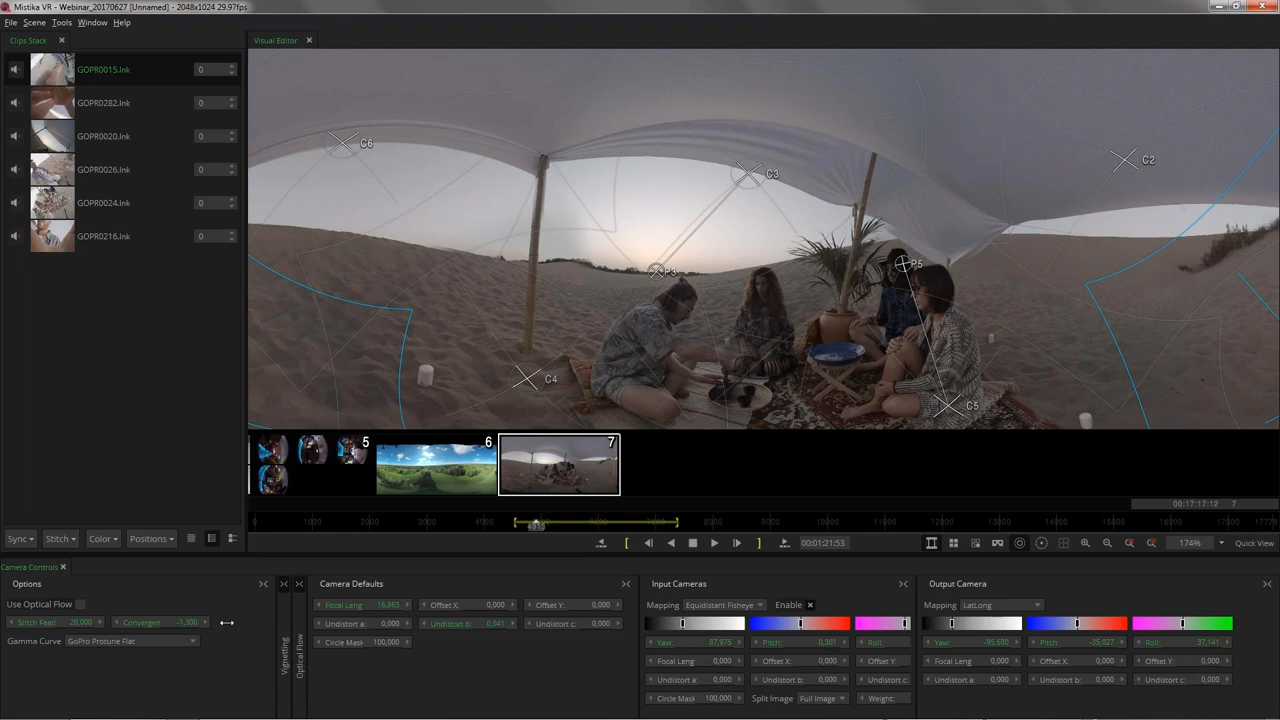 Mistika VR - Webinar_20170627 [Unnamed] - 2048x1024 29.97fps
File Scene Tools Window Help
Clips Stack
Visual Editor
GOPR0015.lnk 0
GOPR0282.lnk 0
GOPR0020.lnk 0
GOPR0026.lnk 0
GOPR0024.lnk 0
GOPR0216.lnk 0
C6
C3
C2
P3
P5
C4
C5
5
6
7
00:17:17:12 7
0 1000 2000 3000 4000 8000 9000 10000 11000 12000 13000 14000 15000 16000 17000
Sync Stitch Color Positions
00:01:21:53
174%
Quick View
Camera Controls
Options
Use Optical Flow
Stitch Feat 20,000 Convergen -1,300
Gamma Curve GoPro Protune Flat
Vignetting
Optical Flow
Camera Defaults
Focal Leng 16,863 Offset X: 0,000 Offset Y: 0,000
Undistort a: 0,000 Undistort b: 0,041 Undistort c: 0,000
Circle Mask 100,000
Input Cameras
Mapping Equidistant Fisheye Enable
Yaw: 87,975 Pitch: 0,301 Roll:
Focal Leng 0,000 Offset X: 0,000 Offset Y:
Undistort a: 0,000 Undistort b: 0,000 Undistort c:
Circle Mask 100,000 Split Image Full Image Weight:
Output Camera
Mapping LatLong
Yaw: -95,680 Pitch: -35,027 Roll: 37,141
Focal Leng 0,000 Offset X: 0,000 Offset Y: 0,000
Undistort a: 0,000 Undistort b: 0,000 Undistort c: 0,000